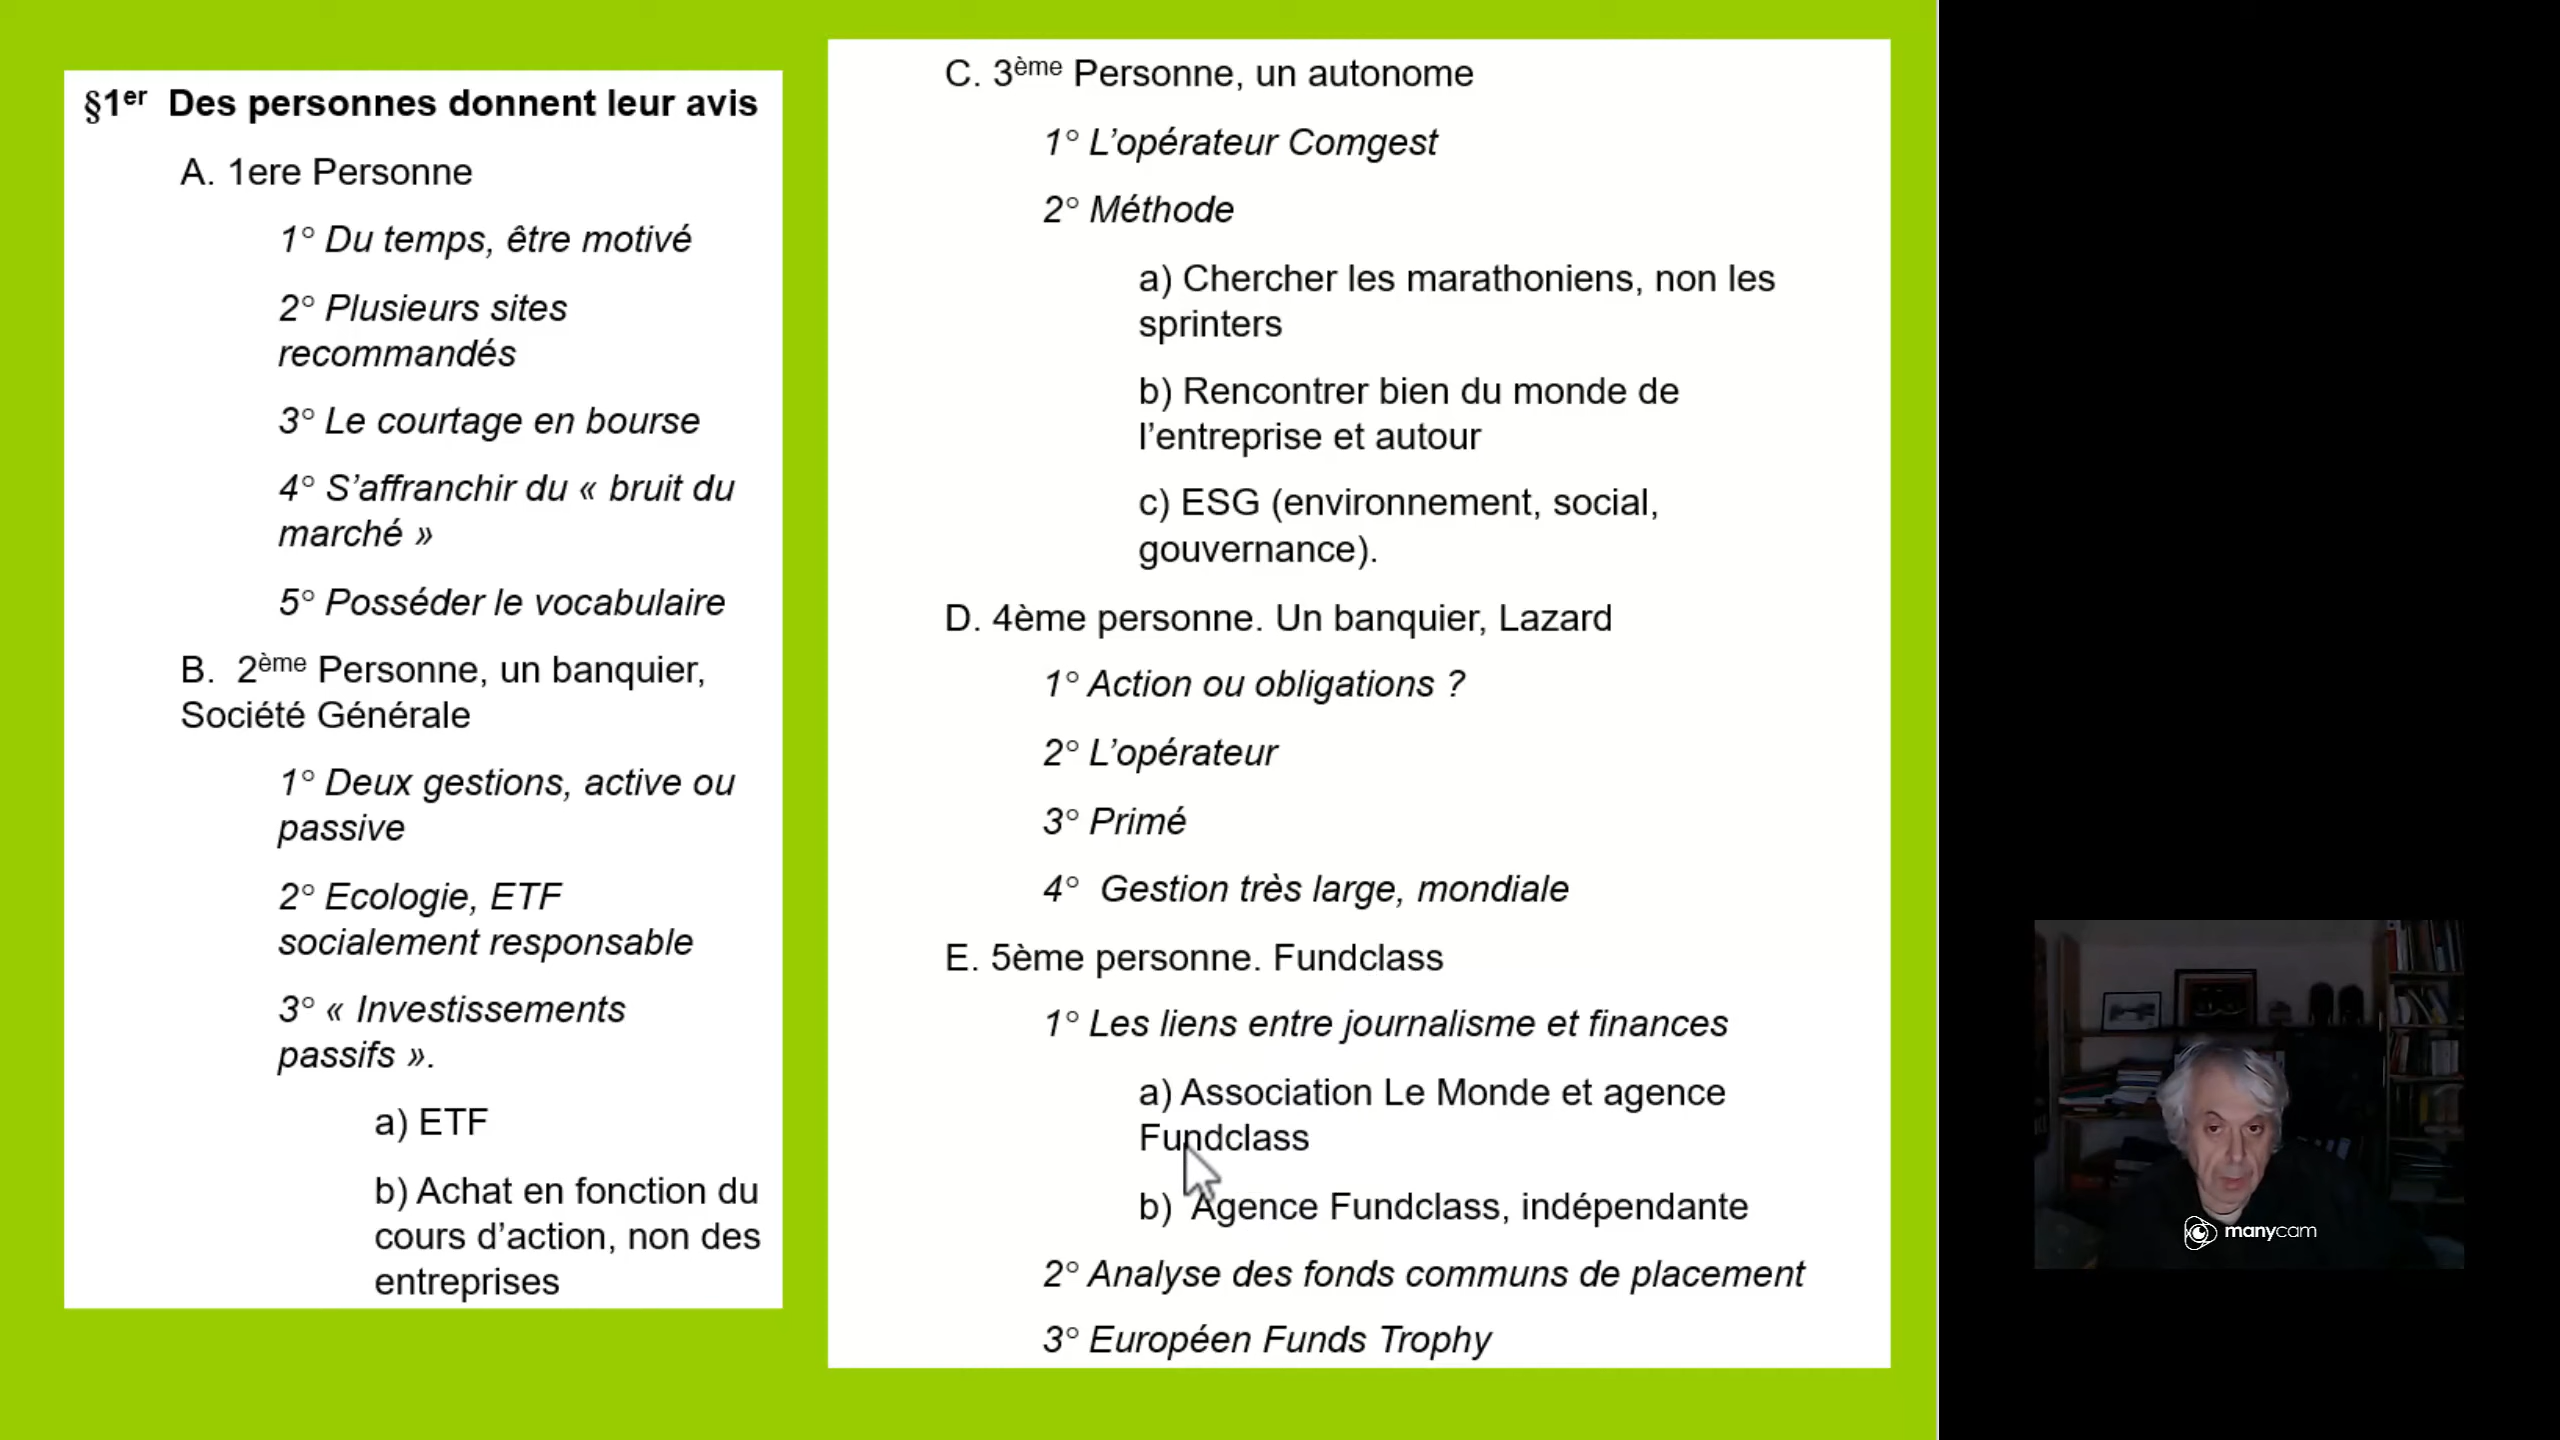 §1er Des personnes donnent leur avis
A. 1ere Personne
1° Du temps, être motivé
2° Plusieurs sites
recommandés
3° Le courtage en bourse
4° S’affranchir du « bruit du
marché »
5° Posséder le vocabulaire
B. 2ème Personne, un banquier,
Société Générale
1° Deux gestions, active ou
passive
2° Ecologie, ETF
socialement responsable
3° « Investissements
passifs ».
a) ETF
b) Achat en fonction du
cours d’action, non des
entreprises
C. 3ème Personne, un autonome
1° L’opérateur Comgest
2° Méthode
a) Chercher les marathoniens, non les
sprinters
b) Rencontrer bien du monde de
l’entreprise et autour
c) ESG (environnement, social,
gouvernance).
D. 4ème personne. Un banquier, Lazard
1° Action ou obligations ?
2° L’opérateur
3° Primé
4° Gestion très large, mondiale
E. 5ème personne. Fundclass
1° Les liens entre journalisme et finances
a) Association Le Monde et agence
Fundclass
b) Agence Fundclass, indépendante
2° Analyse des fonds communs de placement
3° Européen Funds Trophy
manycam